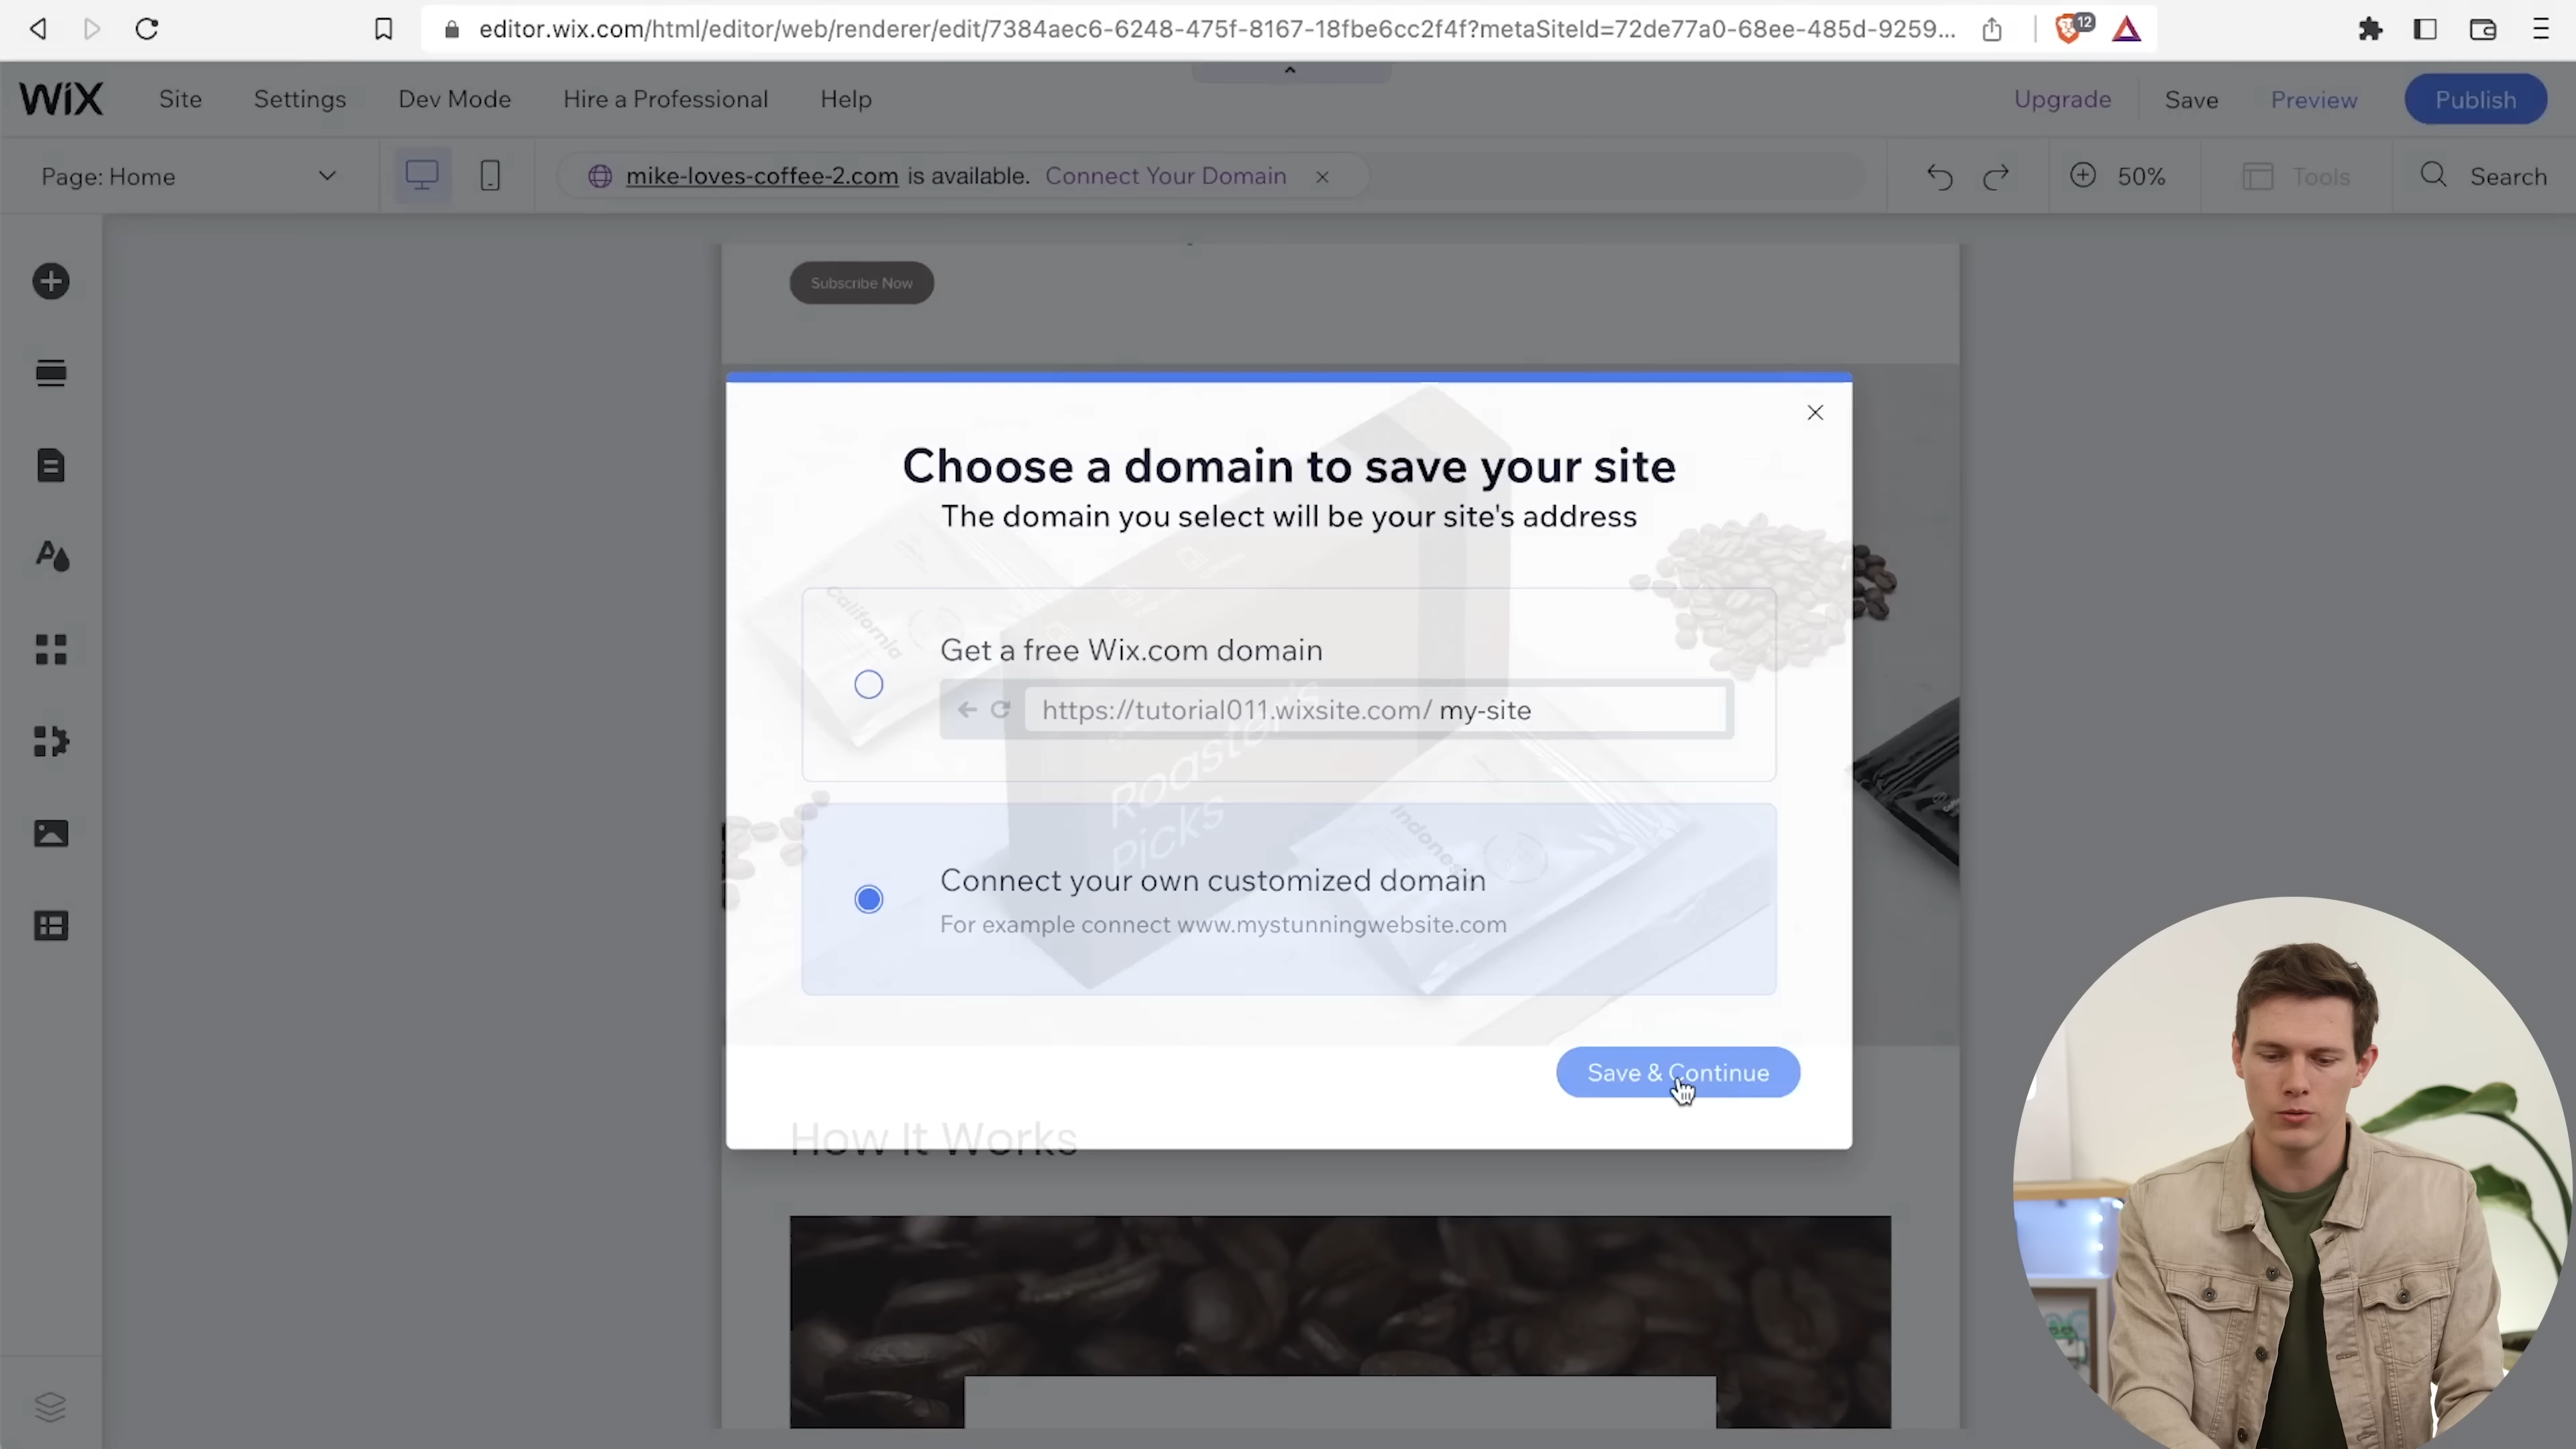 editor.wix.com/html/editor/web/renderer/edit/7384aec6-6248-475f-8167-18fbe6cc2f4f?metaSiteId=72de77a0-68ee-485d-9259...
12
WiX
Site
Settings
Dev Mode
Hire a Professional
Help
Upgrade
Save
Preview
Publish
Page: Home
mike-loves-coffee-2.com is available. Connect Your Domain
50%
Tools
Search
Subscribe Now
Choose a domain to save your site
The domain you select will be your site's address
California
Get a free Wix.com domain
https://tutorial011.wixsite.com/ my-site
Roaster's
Picks
Connect your own customized domain
For example connect www.mystunningwebsite.com
Save & Continue
How It Works